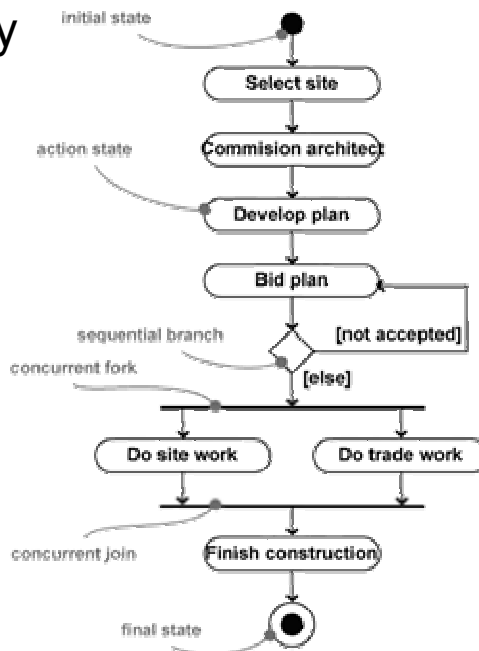 y
initial state
Select site
Commision architect
action state
Develop plan
Bid plan
sequential branch
[not accepted]
concurrent fork
[else]
Do site work
Do trade work
concurrent join
Finish construction
final state